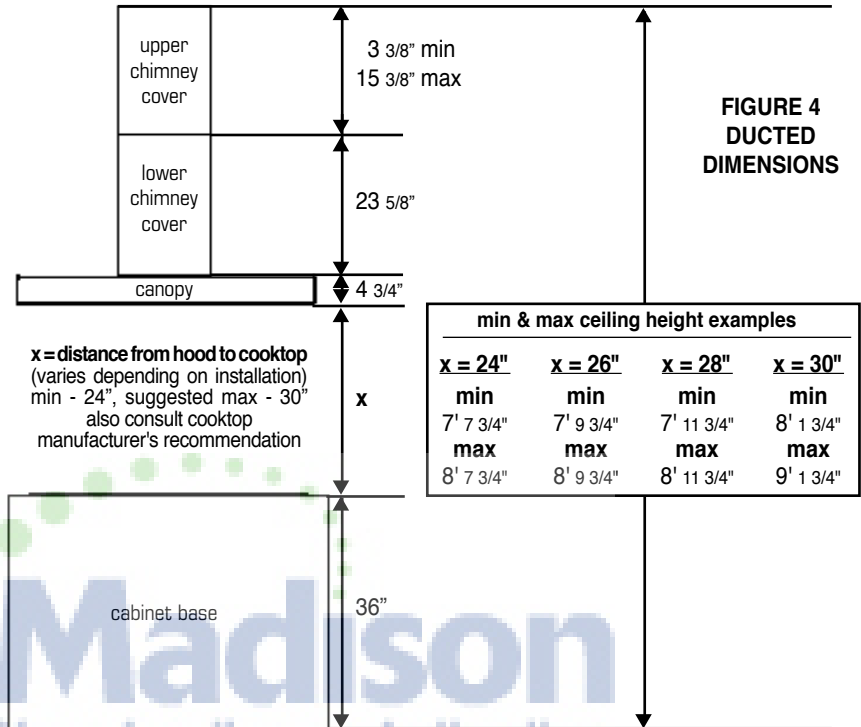 upper
chimney
cover
3 3/8” min
15 3/8” max
FIGURE 4
DUCTED
DIMENSIONS
lower
chimney
cover
23 5/8”
canopy
4 3/4”
x = distance from hood to cooktop
(varies depending on installation)
min - 24”, suggested max - 30”
also consult cooktop
manufacturer's recommendation
x
min & max ceiling height examples
x = 24" x = 26" x = 28" x = 30"
min min min min
7' 7 3/4" 7' 9 3/4" 7' 11 3/4" 8' 1 3/4"
max max max max
8' 7 3/4" 8' 9 3/4" 8' 11 3/4" 9' 1 3/4"
cabinet base
36”
Madison